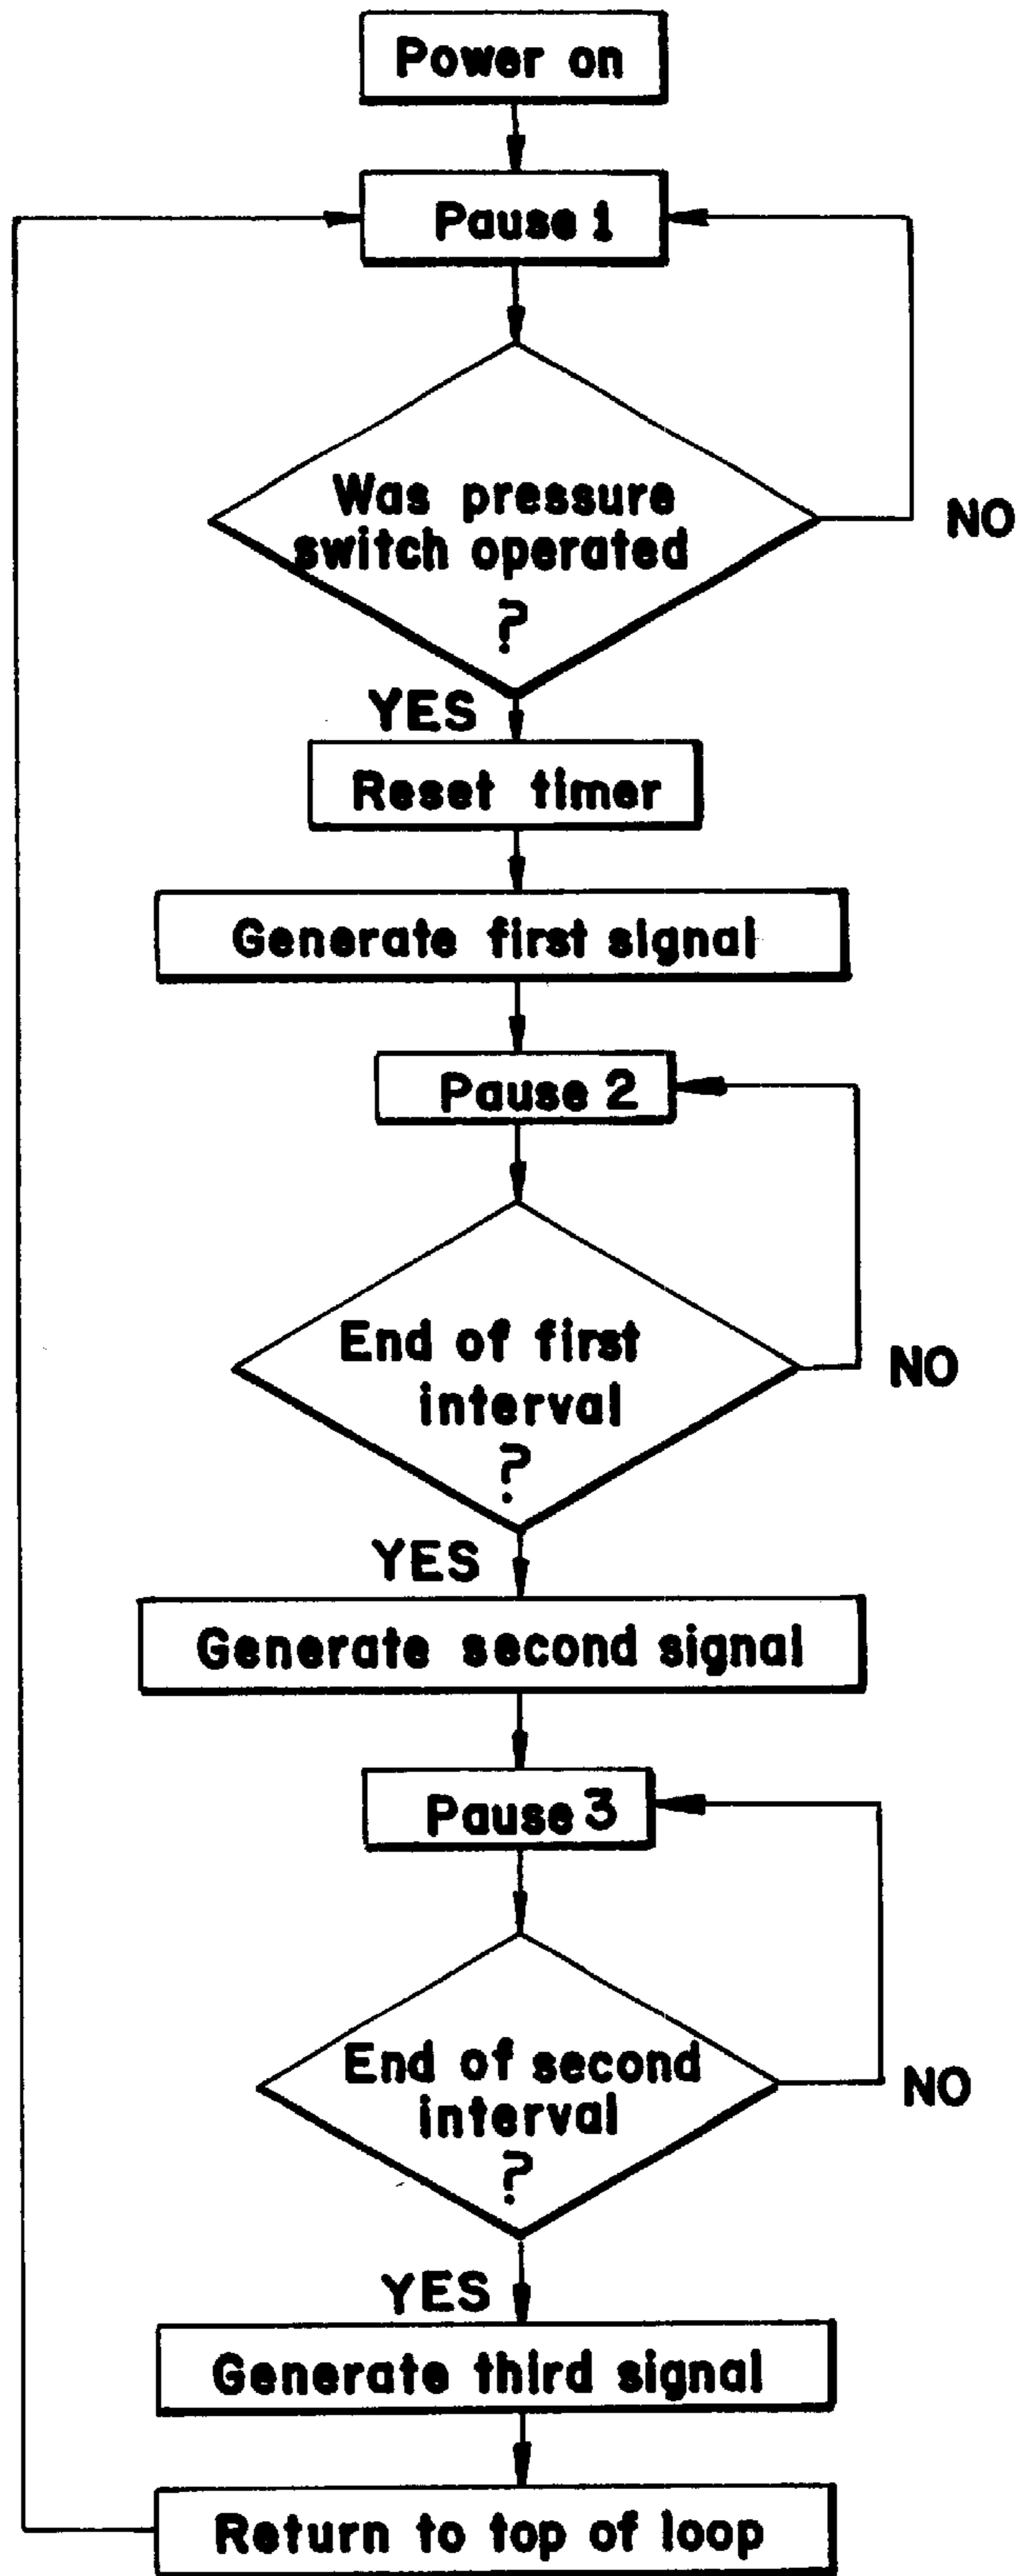 Power on
Pause 1
Was pressure
switch operated
?
NO
YES
Reset timer
Generate first signal
Pause 2
End of first
interval
?
NO
YES
Generate second signal
Pause 3
End of second
interval
?
NO
YES
Generate third signal
Return to top of loop